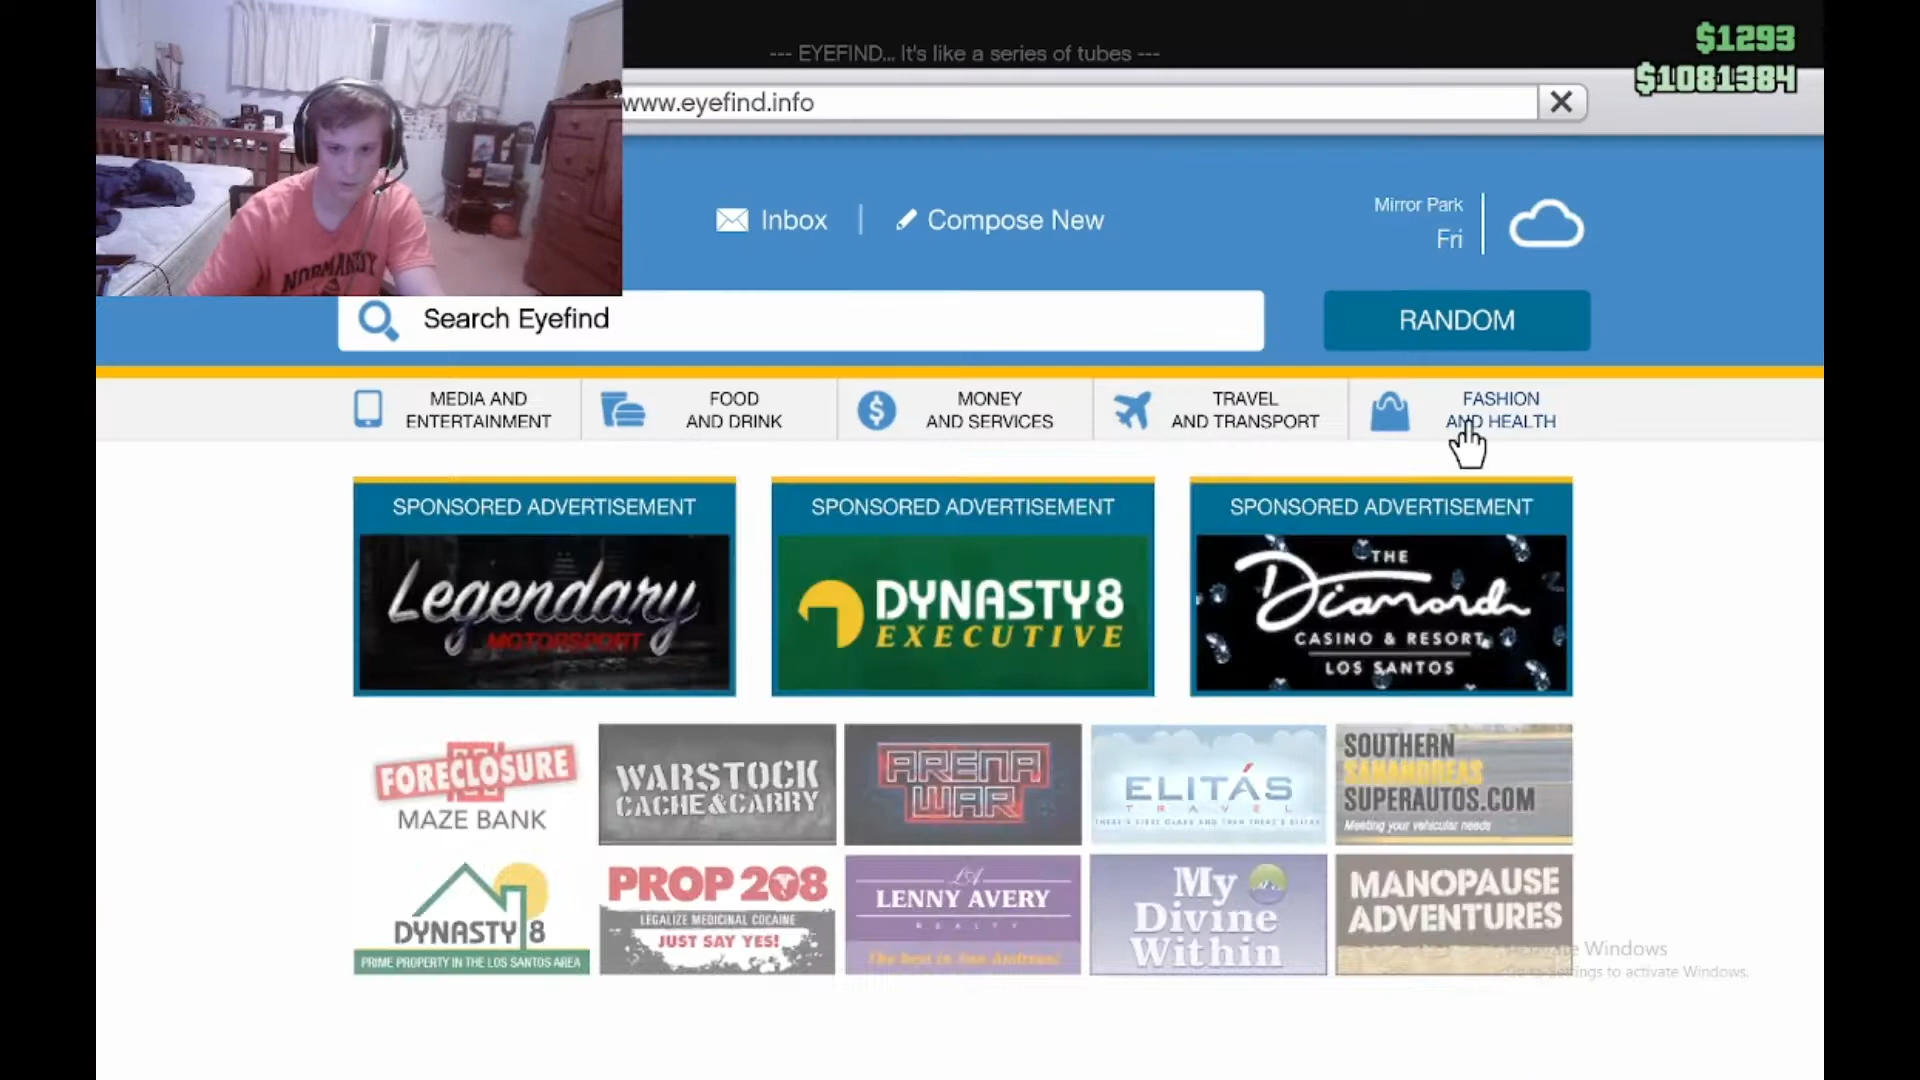 $1293
--- EYEFIND... It's like a series of tubes ---
$1081384
www.eyefind.info
Mirror Park
Inbox | Compose New
Fri
NORMANDY
Search Eyefind
RANDOM
MEDIA AND
ENTERTAINMENT
FOOD
AND DRINK
MONEY
AND SERVICES
TRAVEL
AND TRANSPORT
FASHION
AND HEALTH
SPONSORED ADVERTISEMENT
Legendary
MOTORSPORT
SPONSORED ADVERTISEMENT
DYNASTY8
EXECUTIVE
SPONSORED ADVERTISEMENT
THE
Diamond
CASINO & RESORT
LOS SANTOS
FORECLOSURE
MAZE BANK
WARSTOCK
CACHE&CARRY
ARENA
WAR
ELITÁS
TRAVEL
THERE'S FIRST CLASS AND THEN THERE'S ELITÁS
SOUTHERN
SANANDREAS
SUPERAUTOS.COM
Meeting your vehicular needs
DYNASTY 8
PRIME PROPERTY IN THE LOS SANTOS AREA
PROP 208
LEGALIZE MEDICINAL COCAINE
JUST SAY YES!
LA
LENNY AVERY
REALTY
The best in San Andreas!
My
Divine
Within
MANOPAUSE
ADVENTURES
Activate Windows
Go to Settings to activate Windows.